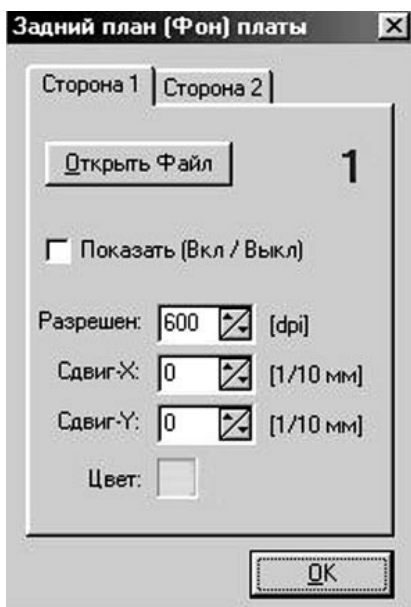 Задний план (Фон) платы
Сторона 1 Сторона 2
Открыть Файл 1
Показать (Вкл / Выкл)
Разрешен: 600 [dpi]
Сдвиг-X: 0 [1/10 мм]
Сдвиг-Y: 0 [1/10 мм]
Цвет:
OK